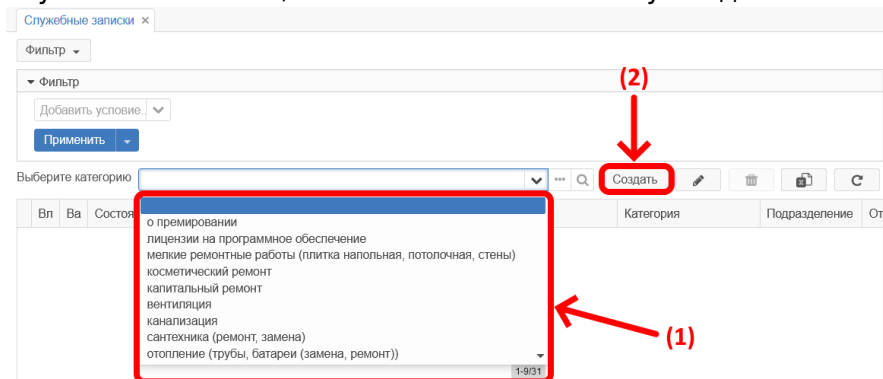 Служебные записки ×
Фильтр
Фильтр
(2)
Добавить условие..
Применить
Выберите категорию
Создать
Вл Ва Состоя Категория Подразделение От
о премировании
лицензии на программное обеспечение
мелкие ремонтные работы (плитка напольная, потолочная, стены)
косметический ремонт
капитальный ремонт
вентиляция
канализация
(1)
сантехника (ремонт, замена)
отопление (трубы, батареи (замена, ремонт))
1-9/31